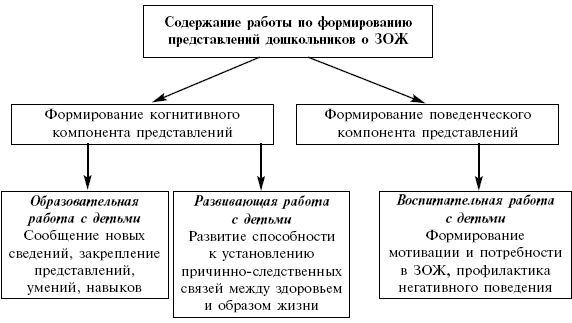 Содержание работы по формированию
представлений дошкольников о ЗОЖ
Формирование когнитивного
компонента представлений
Формирование поведенческого
компонента представлений
Образовательная
работа с детьми
Сообщение новых
сведений, закрепление
представлений,
умений, навыков
Развивающая работа
с детьми
Развитие способности
к установлению
причинно-следственных
связей между здоровьем
и образом жизни
Воспитательная работа
с детьми
Формирование
мотивации и потребности
в ЗОЖ, профилактика
негативного поведения